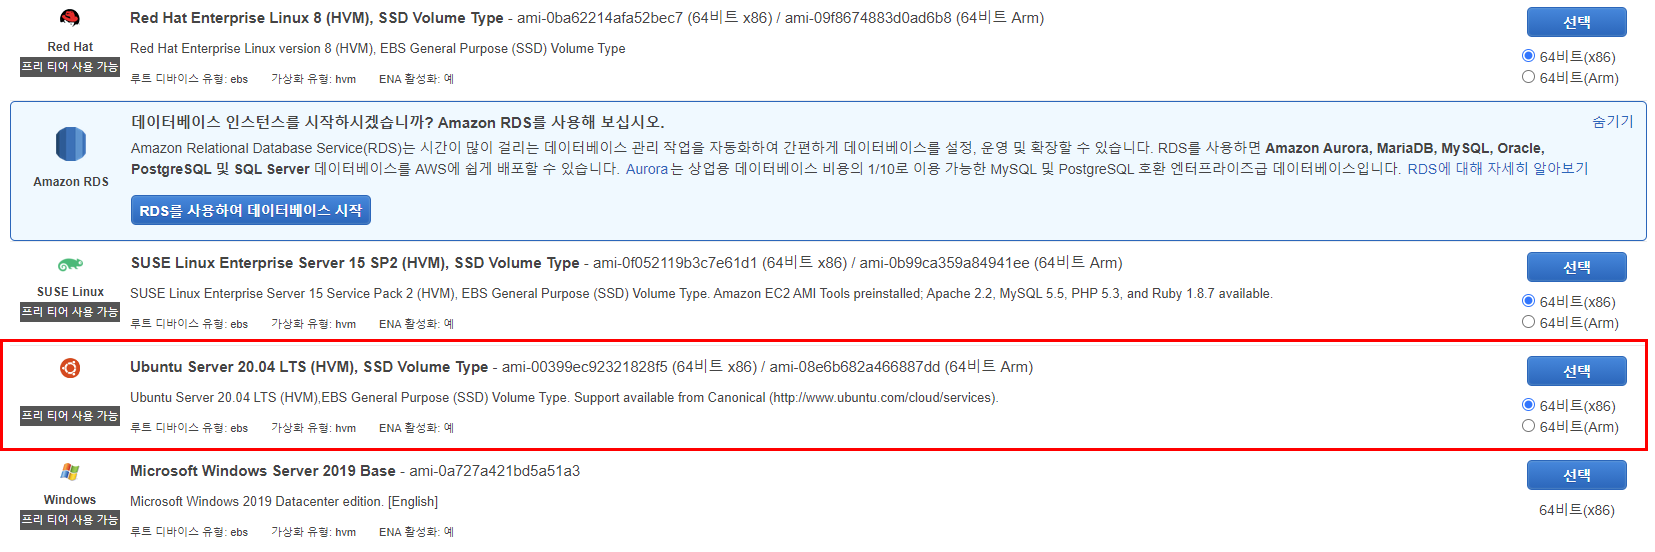 Red Hat Enterprise Linux 8 (HVM), SSD Volume Type - ami-0ba62214afa52bec7 (64비트 x86) / ami-09f8674883d0ad6b8 (64비트 Arm)
선택
Red Hat
Red Hat Enterprise Linux version 8 (HVM), EBS General Purpose (SSD) Volume Type
64비트(x86)
프리 티어 사용 가능
루트 디바이스 유형: ebs 가상화 유형: hvm ENA 활성화: 예
64비트(Arm)
데이터베이스 인스턴스를 시작하시겠습니까? Amazon RDS를 사용해 보십시오.
숨기기
Amazon Relational Database Service(RDS)는 시간이 많이 걸리는 데이터베이스 관리 작업을 자동화하여 간편하게 데이터베이스를 설정, 운영 및 확장할 수 있습니다. RDS를 사용하면 Amazon Aurora, MariaDB, MySQL, Oracle,
PostgreSQL 및 SQL Server 데이터베이스를 AWS에 쉽게 배포할 수 있습니다. Aurora는 상업용 데이터베이스 비용의 1/10로 이용 가능한 MySQL 및 PostgreSQL 호환 엔터프라이즈급 데이터베이스입니다. RDS에 대해 자세히 알아보기
Amazon RDS
RDS를 사용하여 데이터베이스 시작
SUSE Linux Enterprise Server 15 SP2 (HVM), SSD Volume Type - ami-0f052119b3c7e61d1 (64비트 x86) / ami-0b99ca359a84941ee (64비트 Arm)
선택
SUSE Linux
SUSE Linux Enterprise Server 15 Service Pack 2 (HVM), EBS General Purpose (SSD) Volume Type. Amazon EC2 AMI Tools preinstalled; Apache 2.2, MySQL 5.5, PHP 5.3, and Ruby 1.8.7 available.
64비트(x86)
프리 티어 사용 가능
루트 디바이스 유형: ebs 가상화 유형: hvm ENA 활성화: 예
64비트(Arm)
Ubuntu Server 20.04 LTS (HVM), SSD Volume Type - ami-00399ec92321828f5 (64비트 x86) / ami-08e6b682a466887dd (64비트 Arm)
선택
Ubuntu Server 20.04 LTS (HVM),EBS General Purpose (SSD) Volume Type. Support available from Canonical (http://www.ubuntu.com/cloud/services).
64비트(x86)
프리 티어 사용 가능
루트 디바이스 유형: ebs 가상화 유형: hvm ENA 활성화: 예
64비트(Arm)
Microsoft Windows Server 2019 Base - ami-0a727a421bd5a51a3
선택
Windows
Microsoft Windows 2019 Datacenter edition. [English]
64비트(x86)
프리 티어 사용 가능
루트 디바이스 유형: ebs 가상화 유형: hvm ENA 활성화: 예